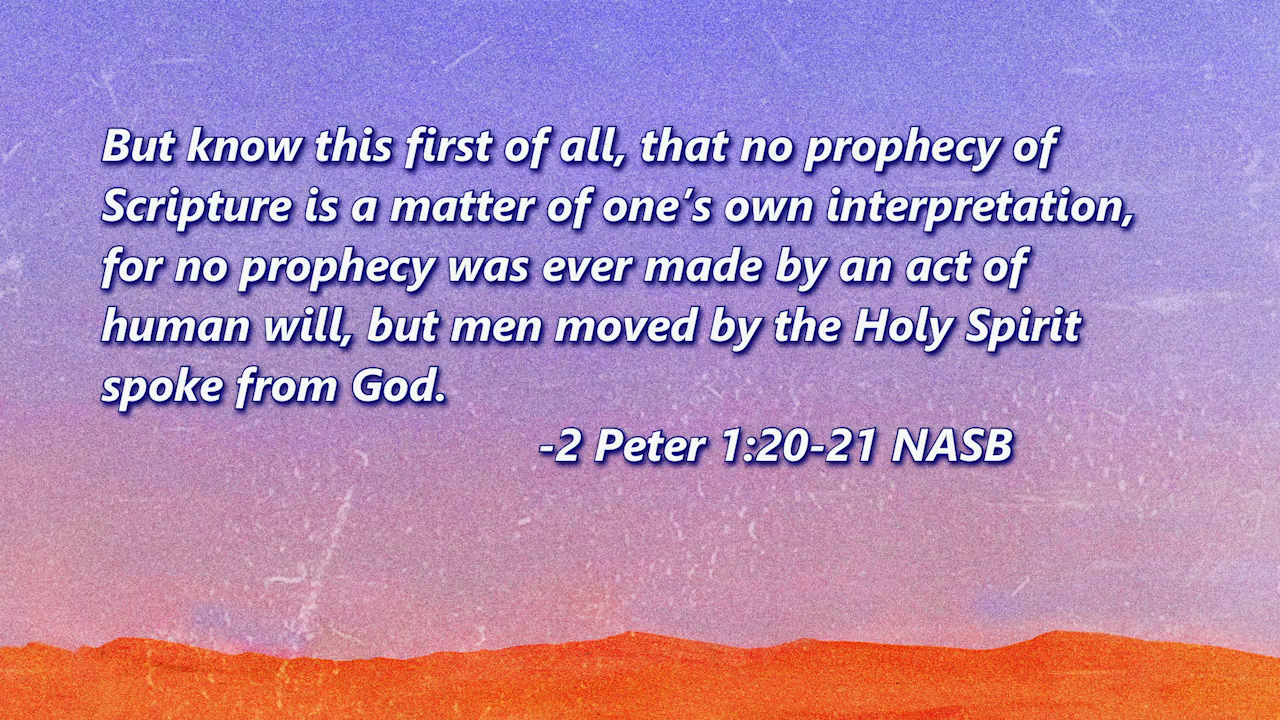 But know this first of all, that no prophecy of
Scripture is a matter of one’s own interpretation,
for no prophecy was ever made by an act of
human will, but men moved by the Holy Spirit
spoke from God.
-2 Peter 1:20-21 NASB